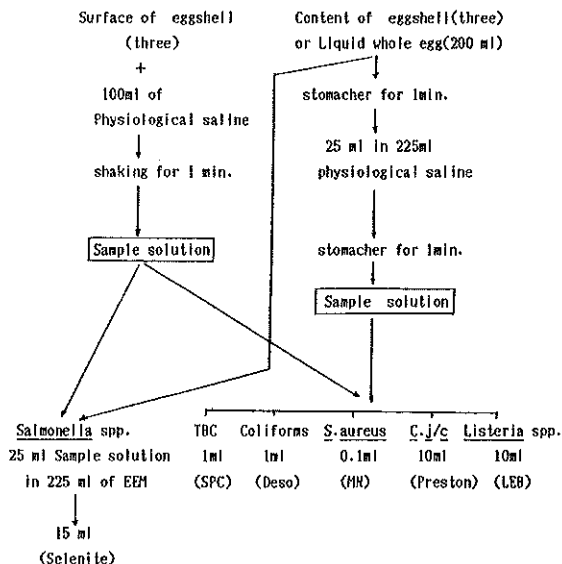 Surface of eggshell
(three)
+
100ml of
Physiological saline
shaking for 1 min.
Sample solution
Content of eggshell(three)
or Liquid whole egg(200 ml)
stomacher for 1min.
25 ml in 225ml
physiological saline
stomacher for 1min.
Sample solution
Salmonella spp.
25 ml Sample solution
in 225 ml of EEM
15 ml
(Selenite)
TBC Coliforms S.aureus C.j/c Listeria spp.
1ml 1ml 0.1ml 10ml 10ml
(SPC) (Deso) (MN) (Preston) (LEB)